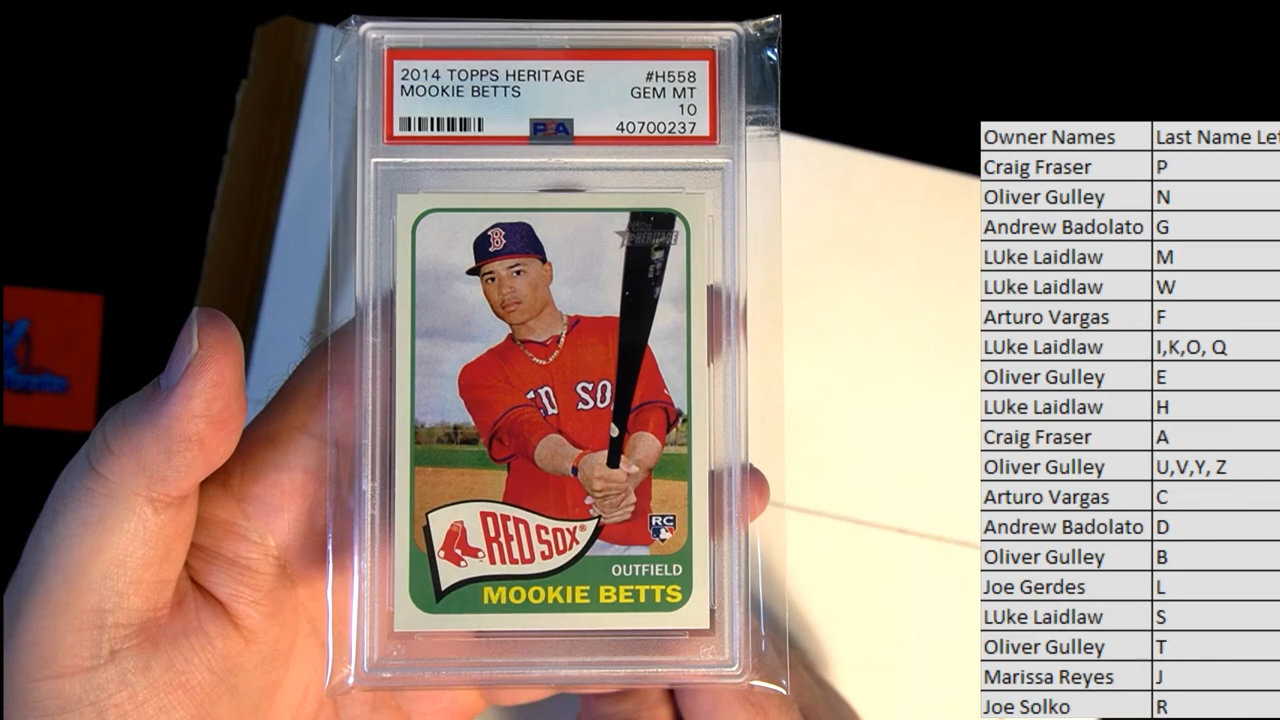 2014 TOPPS HERITAGE
#H558
MOOKIE BETTS
GEM MT
10
PSA
40700237
B
HERITAGE
RED SOX
OUTFIELD
MOOKIE BETTS
RC
Owner Names
Last Name Let
Craig Fraser
P
Oliver Gulley
N
Andrew Badolato
G
LUke Laidlaw
M
LUke Laidlaw
W
Arturo Vargas
F
LUke Laidlaw
I,K,O, Q
Oliver Gulley
E
LUke Laidlaw
H
Craig Fraser
A
Oliver Gulley
U,V,Y, Z
Arturo Vargas
C
Andrew Badolato
D
Oliver Gulley
B
Joe Gerdes
L
LUke Laidlaw
S
Oliver Gulley
T
Marissa Reyes
J
Joe Solko
R